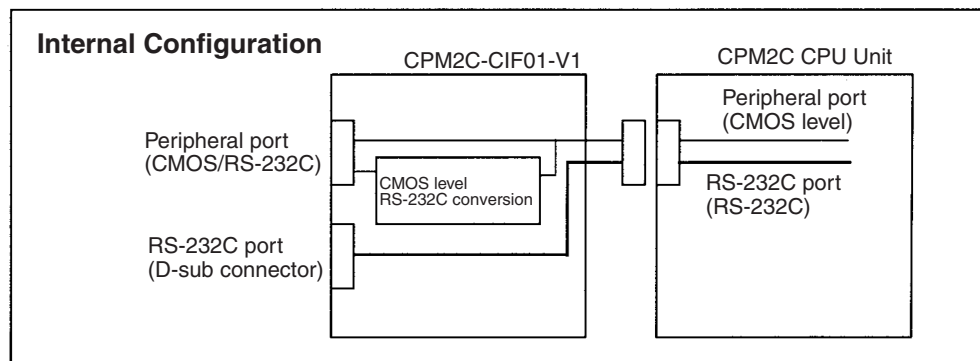 Internal Configuration
CPM2C-CIF01-V1
CPM2C CPU Unit
Peripheral port
(CMOS/RS-232C)
CMOS level
RS-232C conversion
RS-232C port
(D-sub connector)
Peripheral port
(CMOS level)
RS-232C port
(RS-232C)